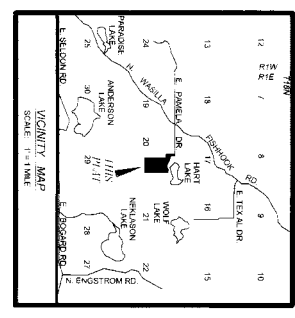 T18N
R1W
R1E
12
7
8
9
10
13
18
17
16
15
24
19
20
21
22
25
30
29
28
27
PARADISE
LAKE
N. WASILLA FISHHOOK RD
E. PAMELA DR
E. TEX AL DR
HART
LAKE
WOLF
LAKE
ANDERSON
LAKE
THIS
PLAT
NEKLASON
LAKE
E. SELDON RD
E. BOGARD RD.
N. ENGSTROM RD.
VICINITY MAP
SCALE: 1" = 1 MILE